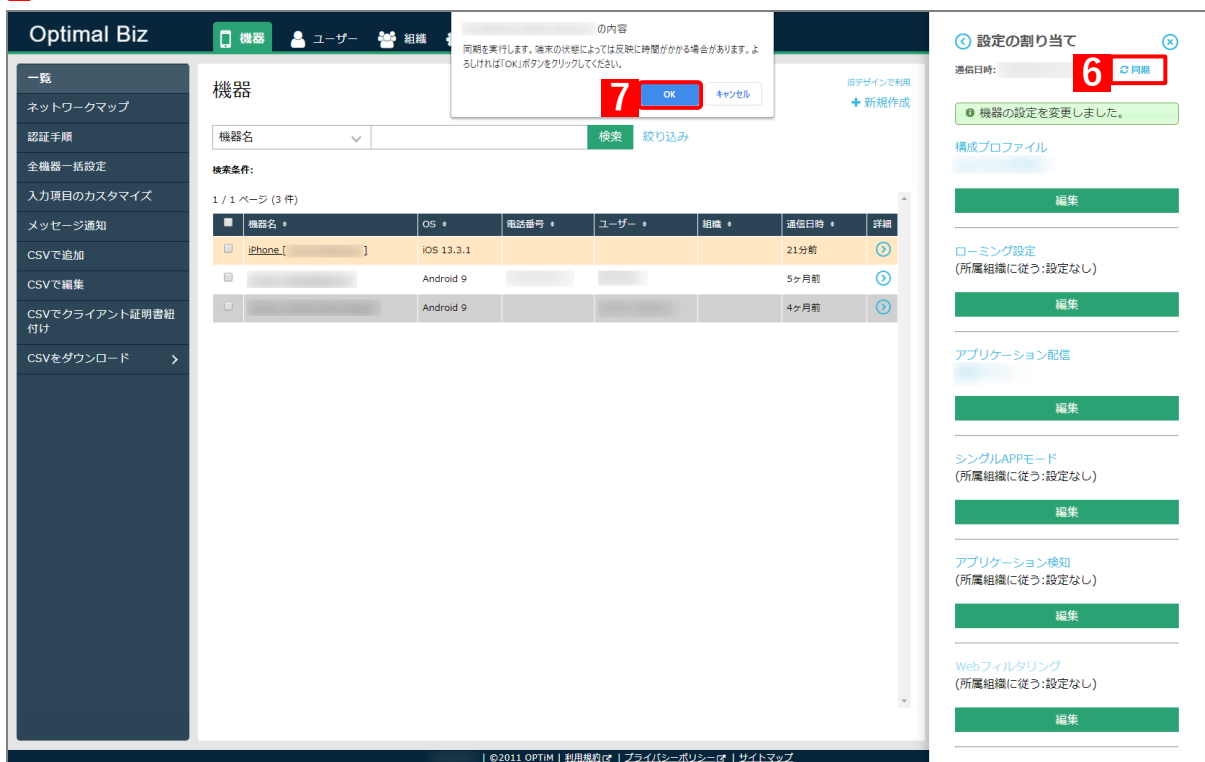 Optimal Biz
機器
ユーザー
組織
の内容
同期を実行します。端末の状態によっては反映に時間がかかる場合があります。よ
ろしければ「OK」ボタンをクリックしてください。
7
OK
キャンセル
設定の割り当て
通信日時:
6
同期
機器の設定を変更しました。
構成プロファイル
編集
ローミング設定
(所属組織に従う:設定なし)
編集
アプリケーション配信
編集
シングルAPPモード
(所属組織に従う:設定なし)
編集
アプリケーション検知
(所属組織に従う:設定なし)
編集
Webフィルタリング
(所属組織に従う:設定なし)
編集
一覧
ネットワークマップ
認証手順
全機器一括設定
入力項目のカスタマイズ
メッセージ通知
CSVで追加
CSVで編集
CSVでクライアント証明書紐
付け
CSVをダウンロード
機器
旧デザインで利用
新規作成
機器名
検索 絞り込み
検索条件:
1 / 1 ページ (3 件)
機器名 OS 電話番号 ユーザー 組織 通信日時 詳細
iPhone [ ] iOS 13.3.1 21分前
Android 9 5ヶ月前
Android 9 4ヶ月前
| ©2011 OPTiM | 利用規約 | プライバシーポリシー | サイトマップ